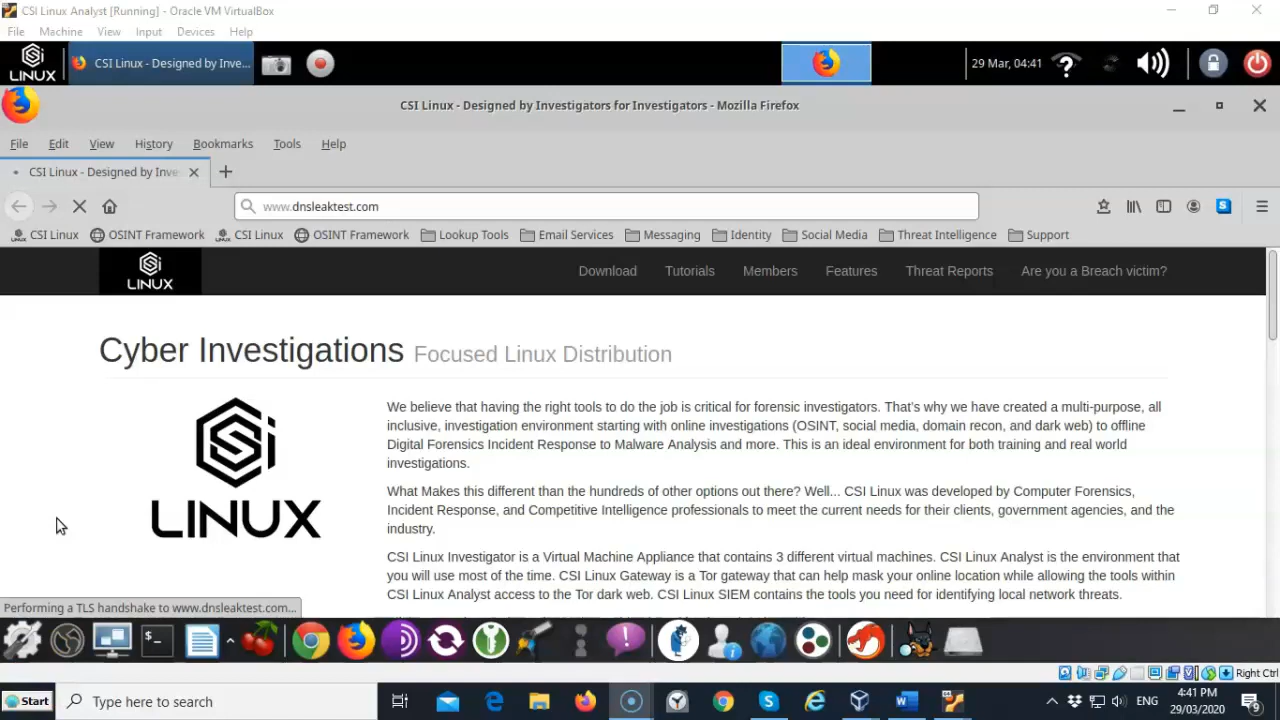 CSI Linux Analyst [Running] - Oracle VM VirtualBox
File Machine View Input Devices Help
LINUX CSI Linux - Designed by Inve... 29 Mar, 04:41
CSI Linux - Designed by Investigators for Investigators - Mozilla Firefox
File Edit View History Bookmarks Tools Help
CSI Linux - Designed by Inve
www.dnsleaktest.com
CSI Linux OSINT Framework CSI Linux OSINT Framework Lookup Tools Email Services Messaging Identity Social Media Threat Intelligence Support
LINUX Download Tutorials Members Features Threat Reports Are you a Breach victim?
Cyber Investigations Focused Linux Distribution
We believe that having the right tools to do the job is critical for forensic investigators. That's why we have created a multi-purpose, all
inclusive, investigation environment starting with online investigations (OSINT, social media, domain recon, and dark web) to offline
Digital Forensics Incident Response to Malware Analysis and more. This is an ideal environment for both training and real world
investigations.
What Makes this different than the hundreds of other options out there? Well... CSI Linux was developed by Computer Forensics,
Incident Response, and Competitive Intelligence professionals to meet the current needs for their clients, government agencies, and the
industry.
LINUX
CSI Linux Investigator is a Virtual Machine Appliance that contains 3 different virtual machines. CSI Linux Analyst is the environment that
you will use most of the time. CSI Linux Gateway is a Tor gateway that can help mask your online location while allowing the tools within
CSI Linux Analyst access to the Tor dark web. CSI Linux SIEM contains the tools you need for identifying local network threats.
Performing a TLS handshake to www.dnsleaktest.com...
Right Ctrl
Start Type here to search ENG 4:41 PM
29/03/2020